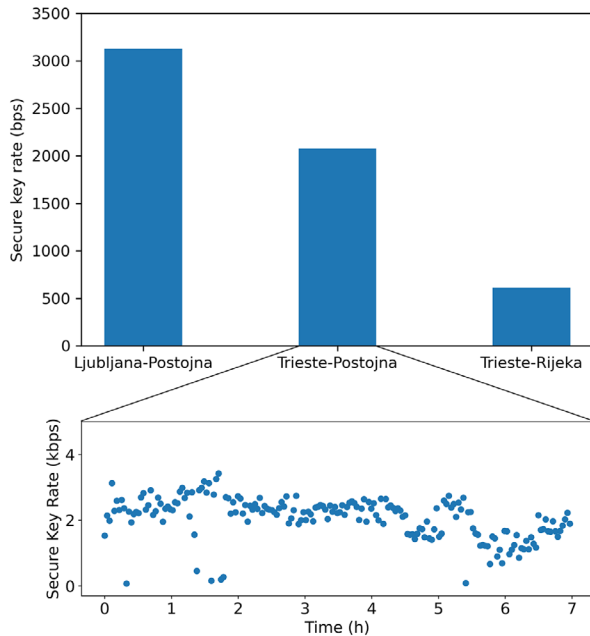 3500
3000
2500
2000
1500
1000
500
0
Secure key rate (bps)
Ljubljana-Postojna
Trieste-Postojna
Trieste-Rijeka
4
2
0
Secure Key Rate (kbps)
0 1 2 3 4 5 6 7
Time (h)